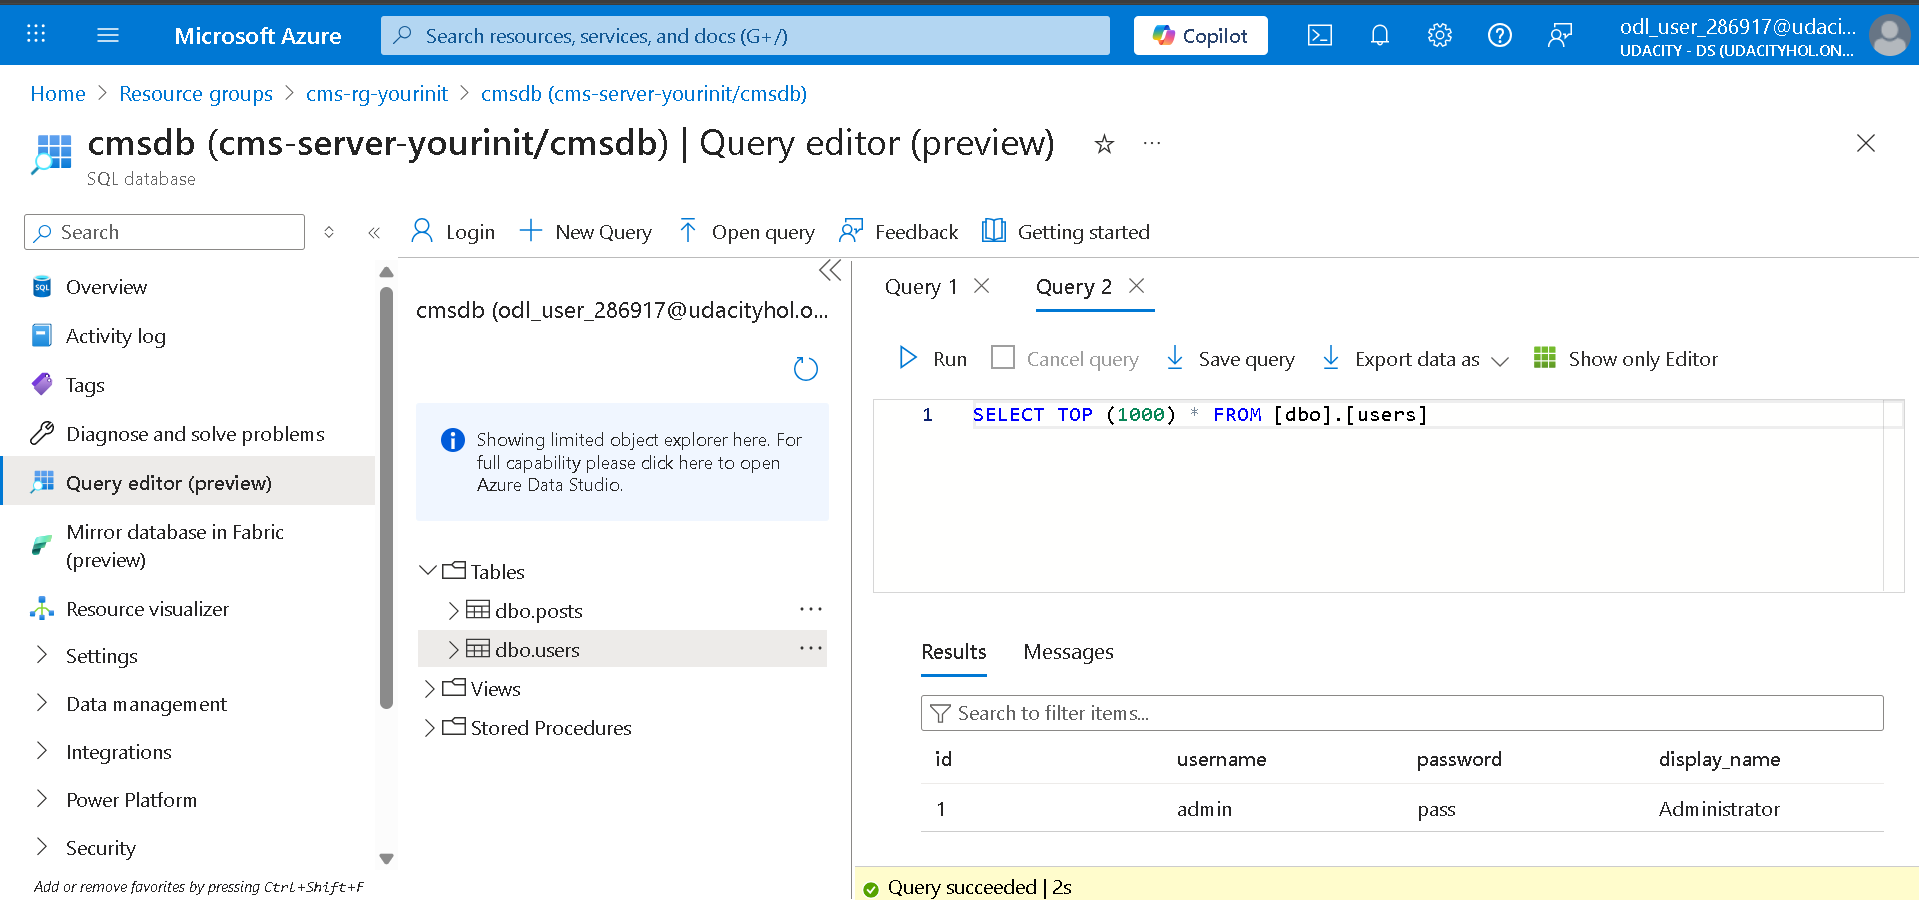 Microsoft Azure
Search resources, services, and docs (G+/)
Copilot
odl_user_286917@udaci...
UDACITY - DS (UDACITYHOL.ON...
Home > Resource groups > cms-rg-yourinit > cmsdb (cms-server-yourinit/cmsdb)
cmsdb (cms-server-yourinit/cmsdb) | Query editor (preview)
SQL database
Search
Login
New Query
Open query
Feedback
Getting started
Overview
Activity log
Tags
Diagnose and solve problems
Query editor (preview)
Mirror database in Fabric
(preview)
Resource visualizer
Settings
Data management
Integrations
Power Platform
Security
Add or remove favorites by pressing Ctrl+Shift+F
cmsdb (odl_user_286917@udacityhol.o...
Showing limited object explorer here. For
full capability please click here to open
Azure Data Studio.
Tables
dbo.posts
dbo.users
Views
Stored Procedures
Query 1
Query 2
Run
Cancel query
Save query
Export data as
Show only Editor
1 SELECT TOP (1000) * FROM [dbo].[users]
Results
Messages
Search to filter items...
id username password display_name
1 admin pass Administrator
Query succeeded | 2s